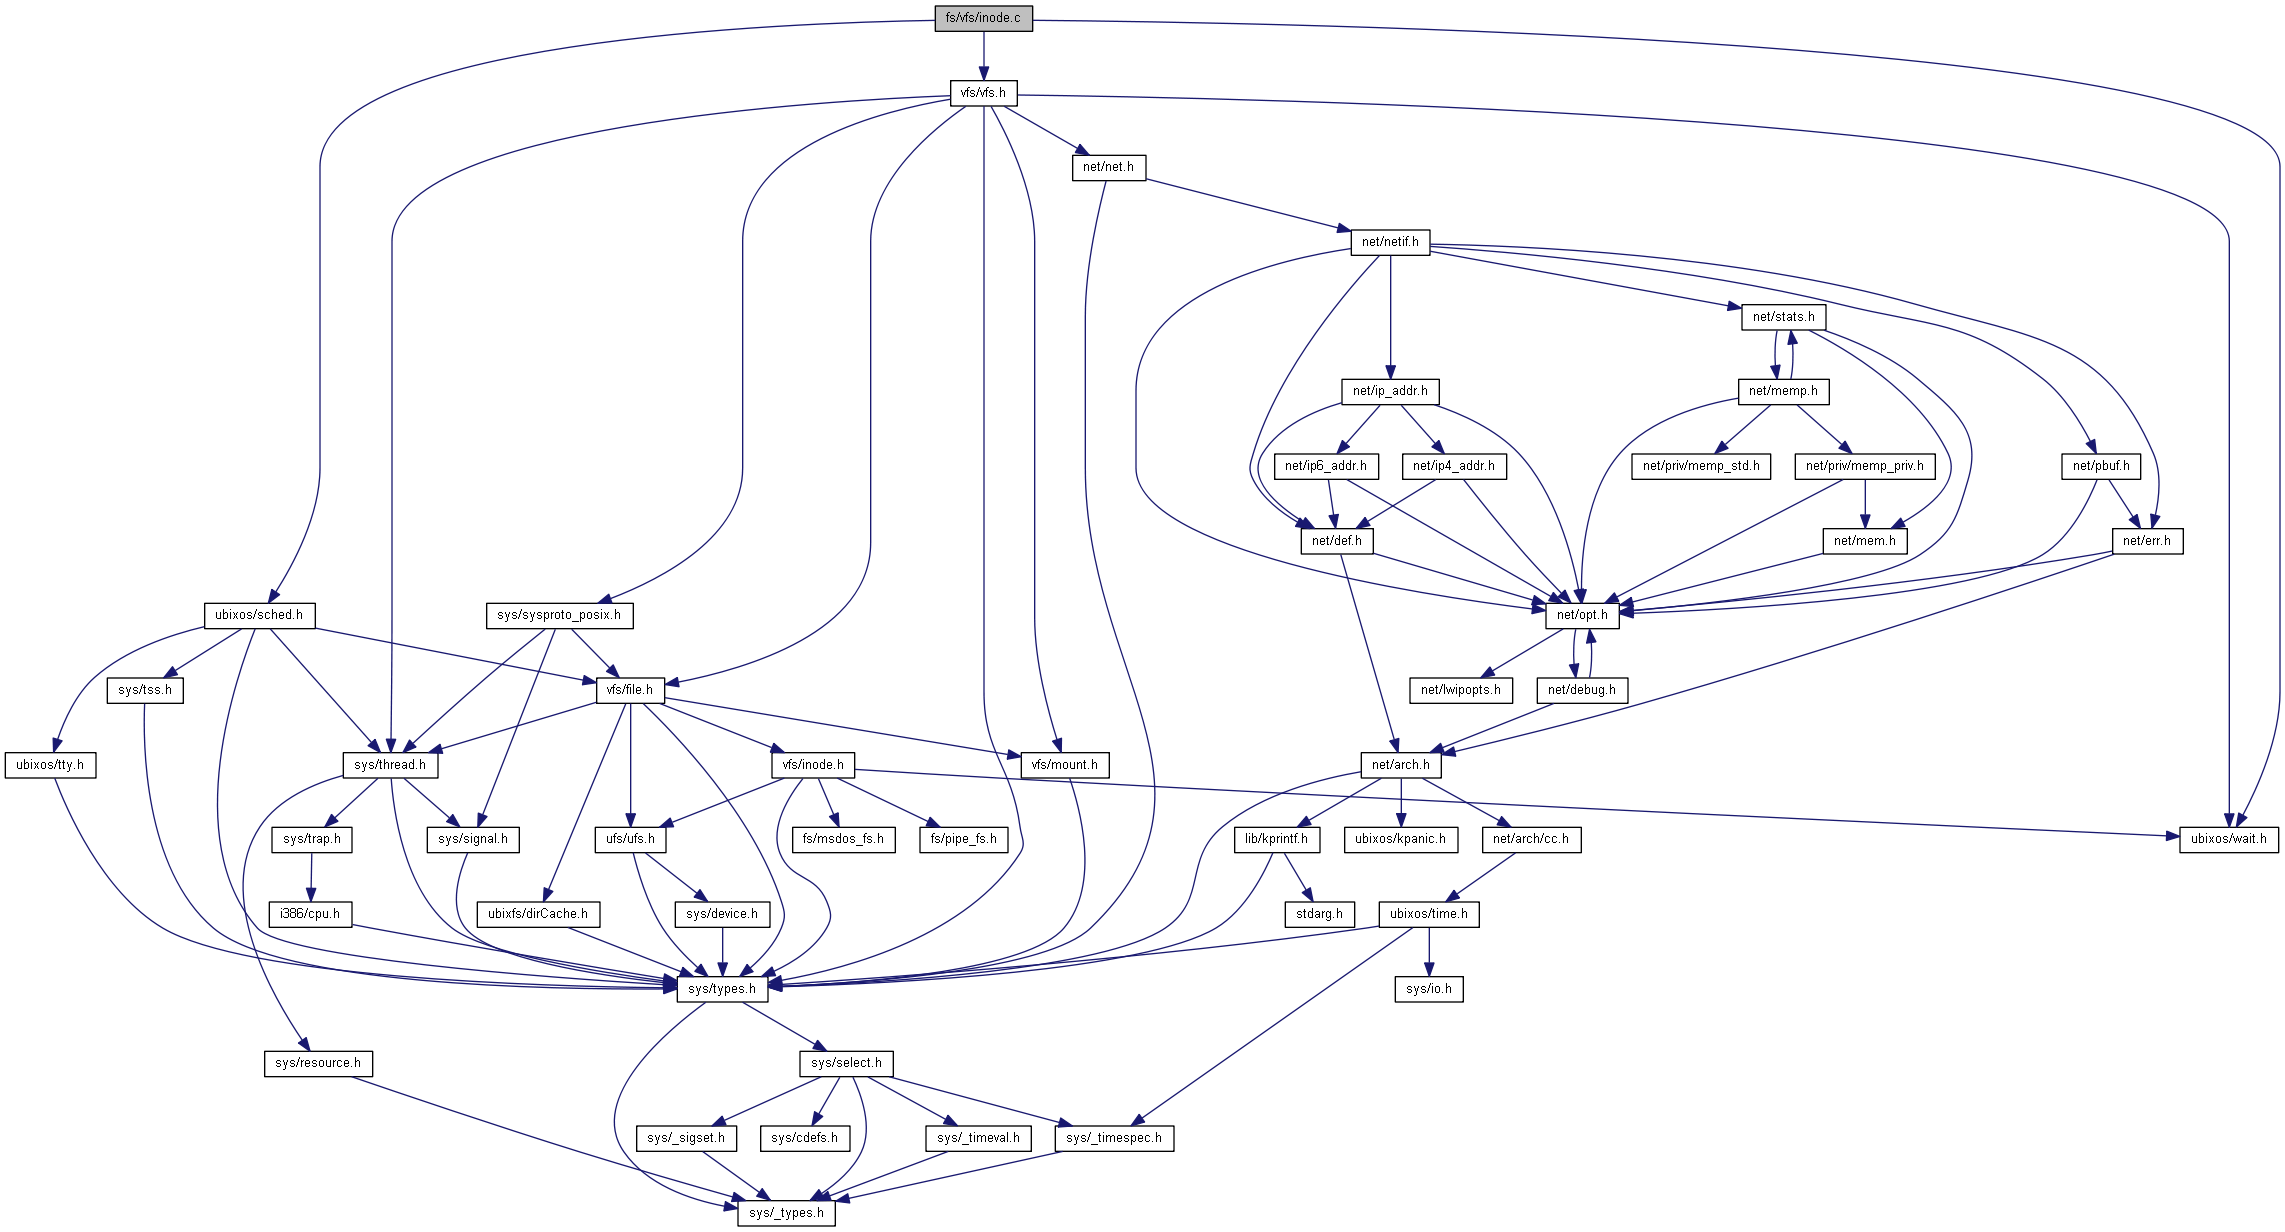 fs/vfs/inode.c
vfs/vfs.h
net/net.h
net/netif.h
net/stats.h
net/ip_addr.h
net/memp.h
net/ip6_addr.h
net/ip4_addr.h
net/priv/memp_std.h
net/priv/memp_priv.h
net/pbuf.h
net/def.h
net/mem.h
net/err.h
ubixos/sched.h
sys/sysproto_posix.h
net/opt.h
sys/tss.h
vfs/file.h
net/lwipopts.h
net/debug.h
ubixos/tty.h
sys/thread.h
vfs/inode.h
vfs/mount.h
net/arch.h
sys/trap.h
sys/signal.h
ufs/ufs.h
fs/msdos_fs.h
fs/pipe_fs.h
lib/kprintf.h
ubixos/kpanic.h
net/arch/cc.h
ubixos/wait.h
i386/cpu.h
ubixfs/dirCache.h
sys/device.h
stdarg.h
ubixos/time.h
sys/types.h
sys/io.h
sys/resource.h
sys/select.h
sys/_sigset.h
sys/cdefs.h
sys/_timeval.h
sys/_timespec.h
sys/_types.h